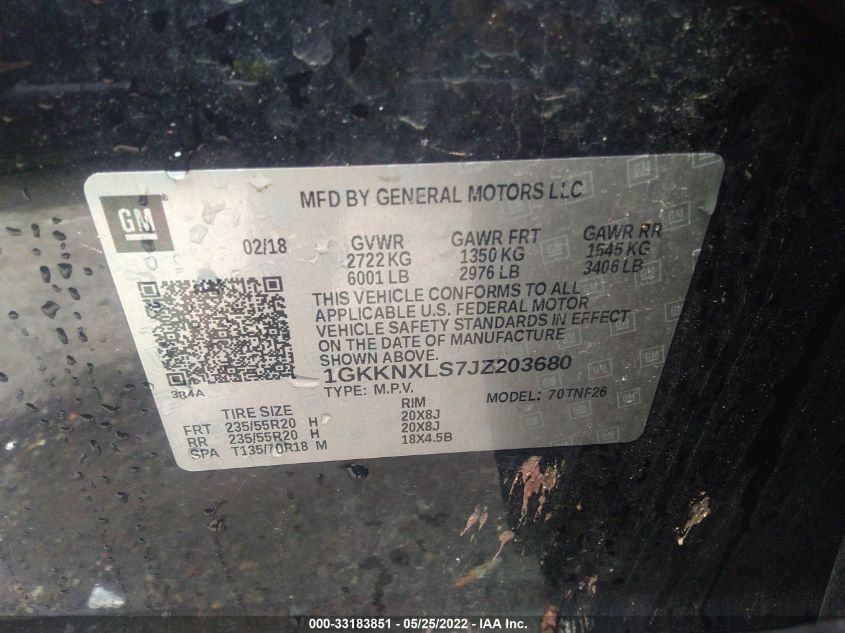 GM
MFD BY GENERAL MOTORS LLC
02/18 GVWR GAWR FRT GAWR RR
2722 KG 1350 KG 1545 KG
6001 LB 2976 LB 3406 LB
THIS VEHICLE CONFORMS TO ALL
APPLICABLE U.S. FEDERAL MOTOR
VEHICLE SAFETY STANDARDS IN EFFECT
ON THE DATE OF MANUFACTURE
SHOWN ABOVE.
1GKKNXLS7JZ203680
384A
TYPE: M.P.V. MODEL: 70TNF26
TIRE SIZE RIM
FRT 235/55R20 H 20X8J
RR 235/55R20 H 20X8J
SPA T135/70R18 M 18X4.5B
000-33183851 - 05/25/2022 - IAA Inc.